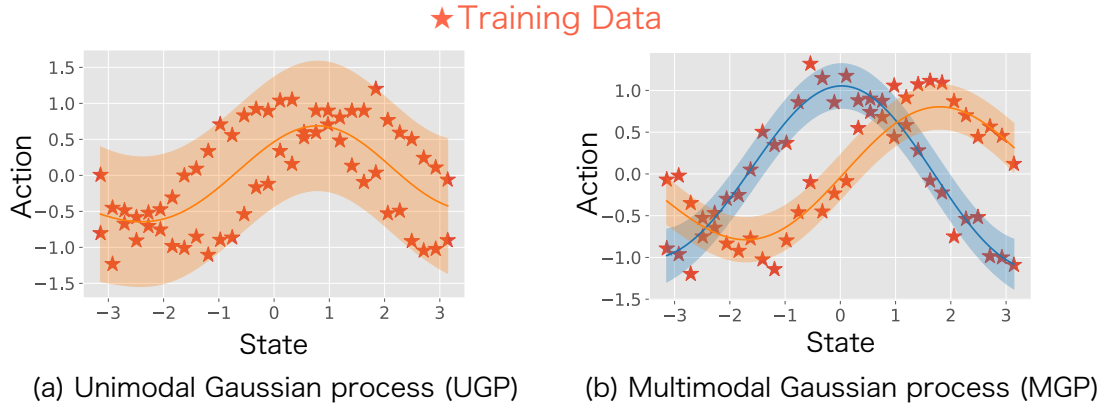 ★Training Data
Action
1.5
1.0
0.5
0.0
−0.5
−1.0
−1.5
−3 −2 −1 0 1 2 3
State
(a) Unimodal Gaussian process (UGP)
Action
1.0
0.5
0.0
−0.5
−1.0
−1.5
−3 −2 −1 0 1 2 3
State
(b) Multimodal Gaussian process (MGP)